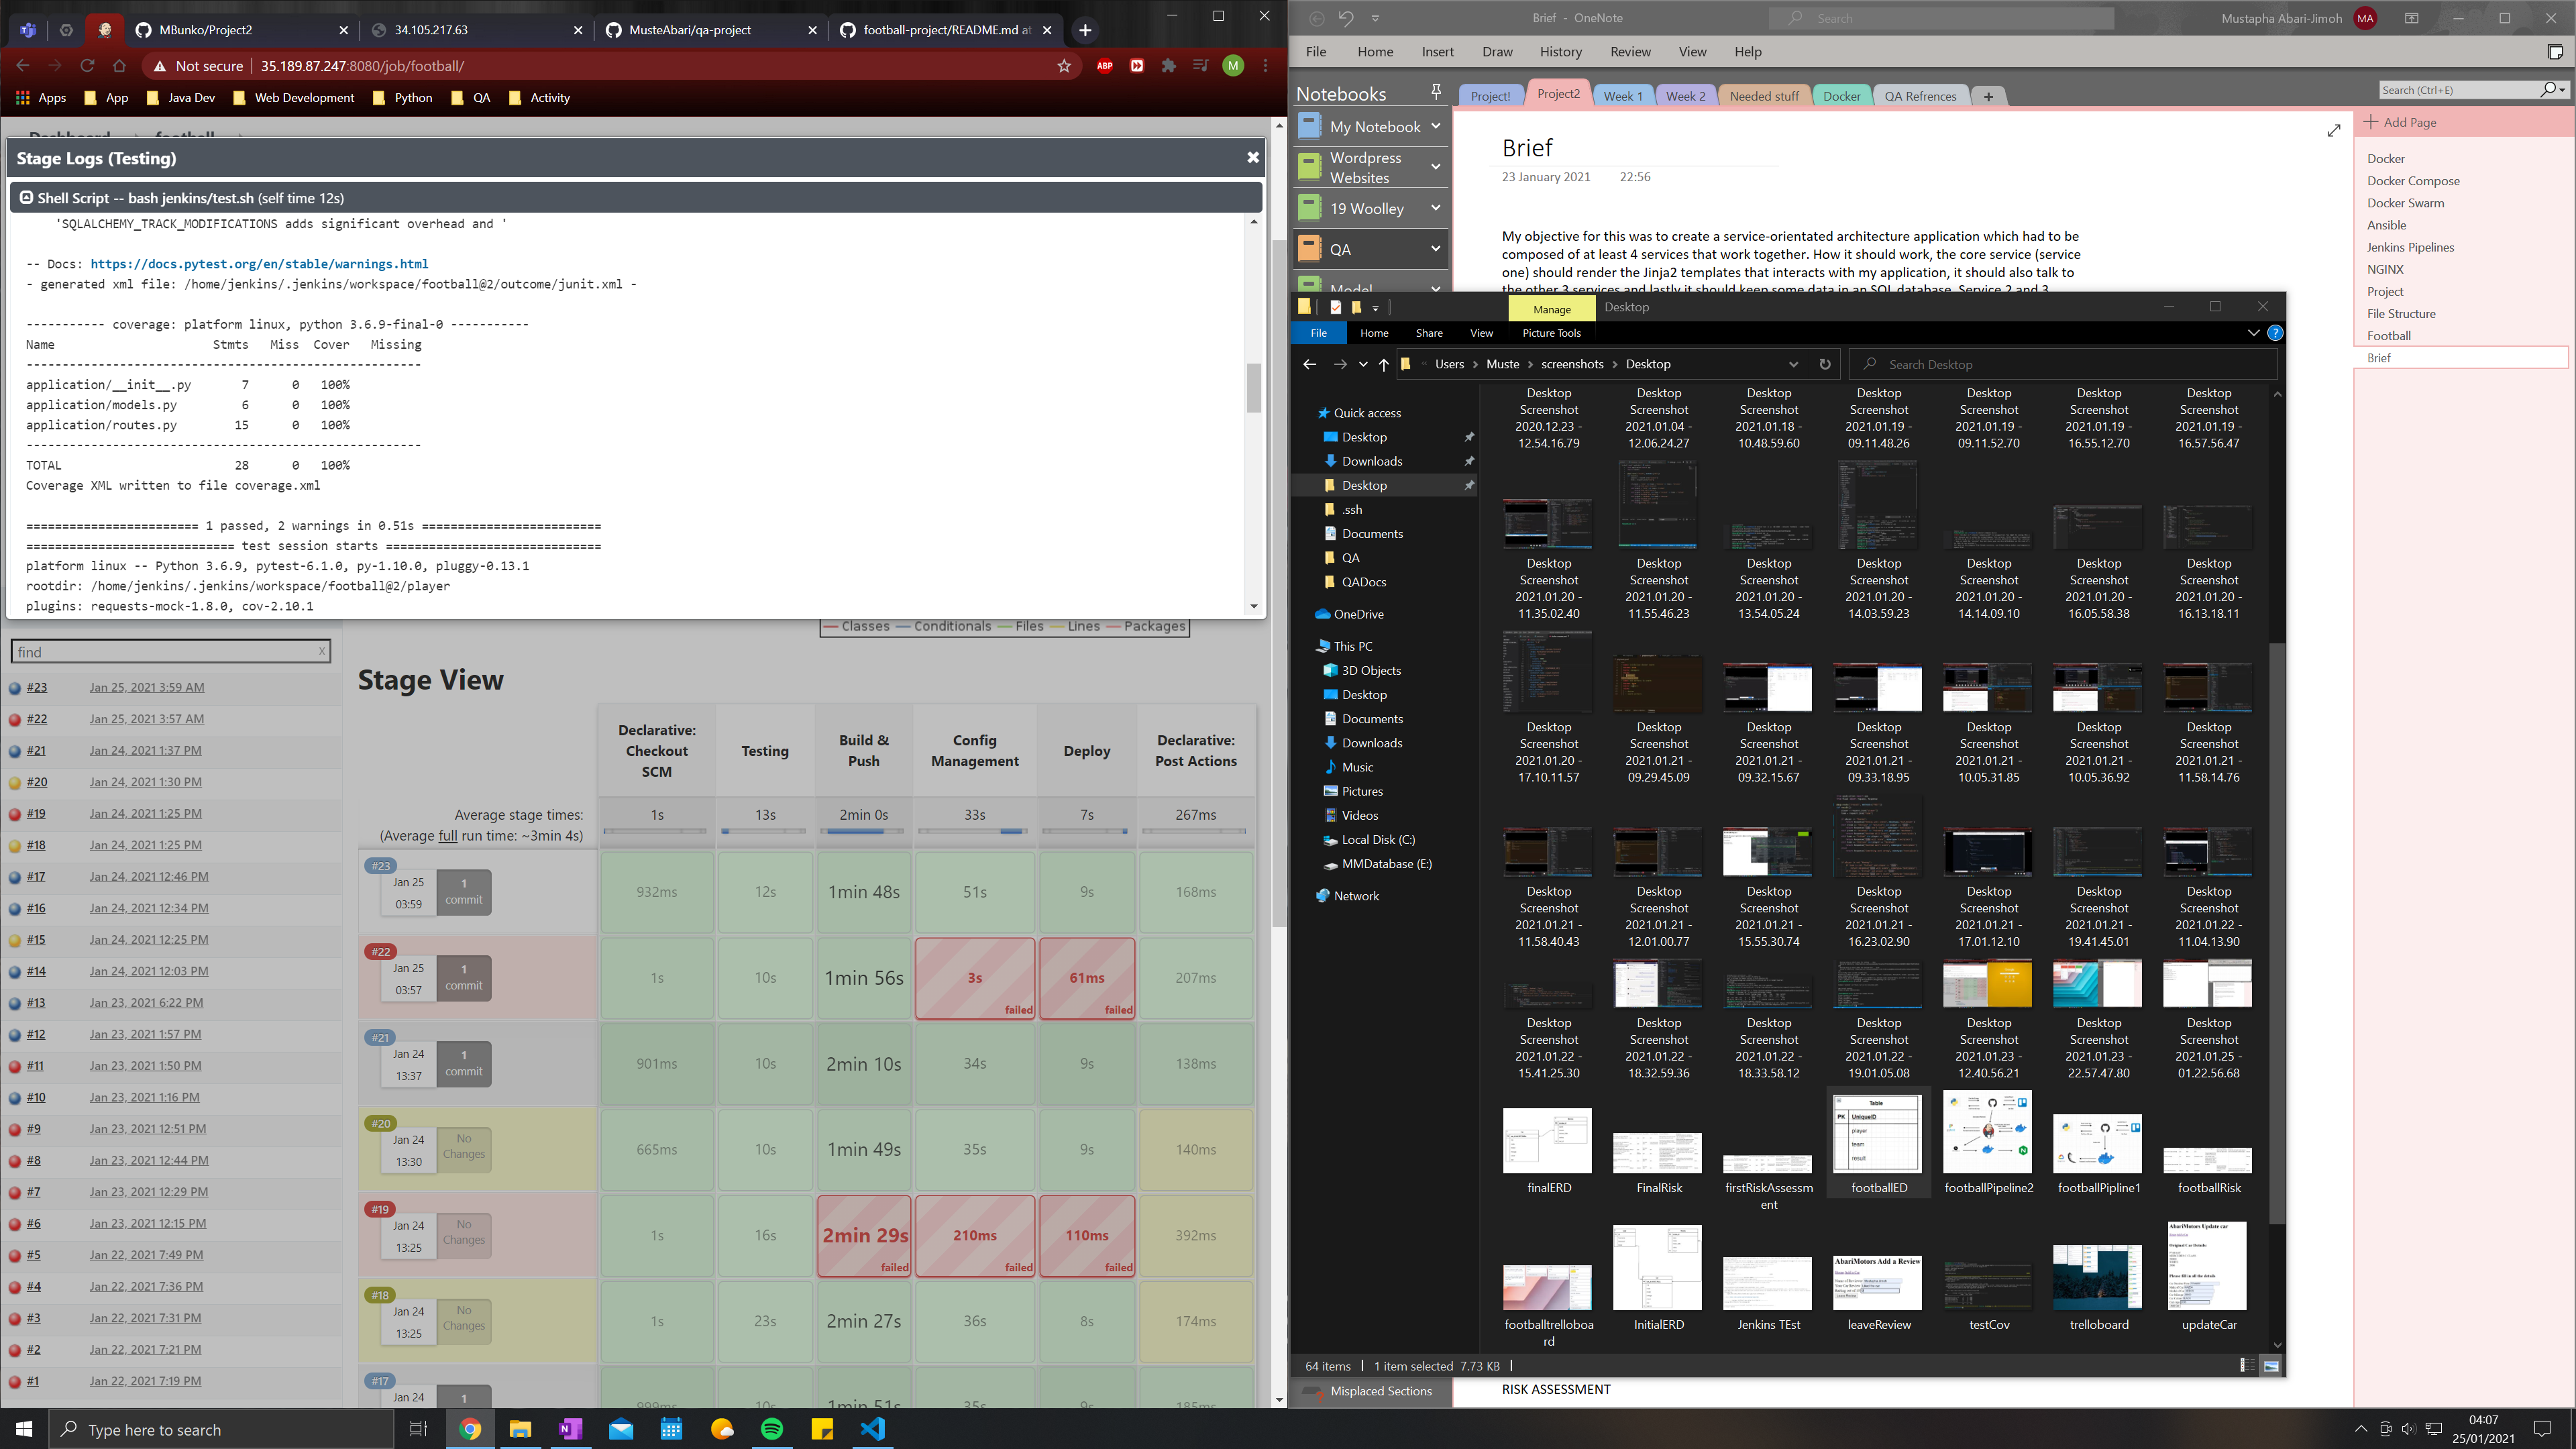 MBunko/Project2
34.105.217.63
MusteAbari/qa-project
football-project/README.md at
Not secure | 35.189.87.247:8080/job/football/
ABP
M
Apps
App
Java Dev
Web Development
Python
QA
Activity
Stage Logs (Testing)
Shell Script -- bash jenkins/test.sh (self time 12s)
'SQLALCHEMY_TRACK_MODIFICATIONS adds significant overhead and '
-- Docs: https://docs.pytest.org/en/stable/warnings.html
- generated xml file: /home/jenkins/.jenkins/workspace/football@2/outcome/junit.xml -
----------- coverage: platform linux, python 3.6.9-final-0 -----------
Name Stmts Miss Cover Missing
-------------------------------------------------------
application/__init__.py 7 0 100%
application/models.py 6 0 100%
application/routes.py 15 0 100%
-------------------------------------------------------
TOTAL 28 0 100%
Coverage XML written to file coverage.xml
======================== 1 passed, 2 warnings in 0.51s =========================
============================= test session starts ==============================
platform linux -- Python 3.6.9, pytest-6.1.0, py-1.10.0, pluggy-0.13.1
rootdir: /home/jenkins/.jenkins/workspace/football@2/player
plugins: requests-mock-1.8.0, cov-2.10.1
Classes Conditionals Files Lines Packages
find x
#23 Jan 25, 2021 3:59 AM
#22 Jan 25, 2021 3:57 AM
#21 Jan 24, 2021 1:37 PM
#20 Jan 24, 2021 1:30 PM
#19 Jan 24, 2021 1:25 PM
#18 Jan 24, 2021 1:25 PM
#17 Jan 24, 2021 12:46 PM
#16 Jan 24, 2021 12:34 PM
#15 Jan 24, 2021 12:25 PM
#14 Jan 24, 2021 12:03 PM
#13 Jan 23, 2021 6:22 PM
#12 Jan 23, 2021 1:57 PM
#11 Jan 23, 2021 1:50 PM
#10 Jan 23, 2021 1:16 PM
#9 Jan 23, 2021 12:51 PM
#8 Jan 23, 2021 12:44 PM
#7 Jan 23, 2021 12:29 PM
#6 Jan 23, 2021 12:15 PM
#5 Jan 22, 2021 7:49 PM
#4 Jan 22, 2021 7:36 PM
#3 Jan 22, 2021 7:31 PM
#2 Jan 22, 2021 7:21 PM
#1 Jan 22, 2021 7:19 PM
Stage View
Declarative: Checkout SCM
Testing
Build & Push
Config Management
Deploy
Declarative: Post Actions
Average stage times: 1s 13s 2min 0s 33s 7s 267ms
(Average full run time: ~3min 4s)
#23 Jan 25 03:59 1 commit 932ms 12s 1min 48s 51s 9s 168ms
#22 Jan 25 03:57 1 commit 1s 10s 1min 56s 3s failed 61ms failed 207ms
#21 Jan 24 13:37 1 commit 901ms 10s 2min 10s 34s 9s 138ms
#20 Jan 24 13:30 No Changes 665ms 10s 1min 49s 35s 9s 140ms
#19 Jan 24 13:25 No Changes 1s 16s 2min 29s failed 210ms failed 110ms failed 392ms
#18 Jan 24 13:25 No Changes 1s 23s 2min 27s 36s 8s 174ms
#17 Jan 24 1 999ms 10s 1min 51s 35s 9s 185ms
Brief - OneNote
Search
Mustapha Abari-Jimoh MA
File Home Insert Draw History Review View Help
Notebooks
Project! Project2 Week 1 Week 2 Needed stuff Docker QA Refrences +
Search (Ctrl+E)
My Notebook
Wordpress
Websites
19 Woolley
QA
Model
Brief
23 January 2021 22:56
My objective for this was to create a service-orientated architecture application which had to be
composed of at least 4 services that work together. How it should work, the core service (service
one) should render the Jinja2 templates that interacts with my application, it should also talk to
the other 3 services and lastly it should keep some data in an SQL database. Service 2 and 3
Add Page
Docker
Docker Compose
Docker Swarm
Ansible
Jenkins Pipelines
NGINX
Project
File Structure
Football
Brief
Manage Desktop
File Home Share View Picture Tools
Users > Muste > screenshots > Desktop
Search Desktop
Quick access
Desktop
Downloads
Desktop
.ssh
Documents
QA
QADocs
OneDrive
This PC
3D Objects
Desktop
Documents
Downloads
Music
Pictures
Videos
Local Disk (C:)
MMDatabase (E:)
Network
Desktop Screenshot 2020.12.23 - 12.54.16.79
Desktop Screenshot 2021.01.04 - 12.06.24.27
Desktop Screenshot 2021.01.18 - 10.48.59.60
Desktop Screenshot 2021.01.19 - 09.11.48.26
Desktop Screenshot 2021.01.19 - 09.11.52.70
Desktop Screenshot 2021.01.19 - 16.55.12.70
Desktop Screenshot 2021.01.19 - 16.57.56.47
Desktop Screenshot 2021.01.20 - 11.35.02.40
Desktop Screenshot 2021.01.20 - 11.55.46.23
Desktop Screenshot 2021.01.20 - 13.54.05.24
Desktop Screenshot 2021.01.20 - 14.03.59.23
Desktop Screenshot 2021.01.20 - 14.14.09.10
Desktop Screenshot 2021.01.20 - 16.05.58.38
Desktop Screenshot 2021.01.20 - 16.13.18.11
Desktop Screenshot 2021.01.20 - 17.10.11.57
Desktop Screenshot 2021.01.21 - 09.29.45.09
Desktop Screenshot 2021.01.21 - 09.32.15.67
Desktop Screenshot 2021.01.21 - 09.33.18.95
Desktop Screenshot 2021.01.21 - 10.05.31.85
Desktop Screenshot 2021.01.21 - 10.05.36.92
Desktop Screenshot 2021.01.21 - 11.58.14.76
Desktop Screenshot 2021.01.21 - 11.58.40.43
Desktop Screenshot 2021.01.21 - 12.01.00.77
Desktop Screenshot 2021.01.21 - 15.55.30.74
Desktop Screenshot 2021.01.21 - 16.23.02.90
Desktop Screenshot 2021.01.21 - 17.01.12.10
Desktop Screenshot 2021.01.21 - 19.41.45.01
Desktop Screenshot 2021.01.22 - 11.04.13.90
Desktop Screenshot 2021.01.22 - 15.41.25.30
Desktop Screenshot 2021.01.22 - 18.32.59.36
Desktop Screenshot 2021.01.22 - 18.33.58.12
Desktop Screenshot 2021.01.22 - 19.01.05.08
Desktop Screenshot 2021.01.23 - 12.40.56.21
Desktop Screenshot 2021.01.23 - 22.57.47.80
Desktop Screenshot 2021.01.25 - 01.22.56.68
Table
PK UniqueID
player
team
result
finalERD
FinalRisk
firstRiskAssessment
footballED
footballPipeline2
footballPipline1
footballRisk
AbariMotors Add a Review
AbariMotors Update car
footballtrelloboard
InitialERD
Jenkins TEst
leaveReview
testCov
trelloboard
updateCar
64 items 1 item selected 7.73 KB
Misplaced Sections
RISK ASSESSMENT
Type here to search
04:07
25/01/2021